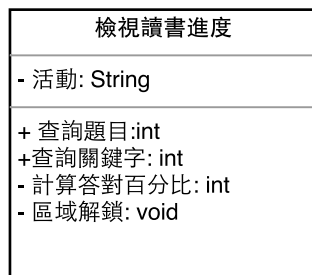 檢視讀書進度
- 活動: String
+ 查詢題目:int
+查詢關鍵字: int
- 計算答對百分比: int
- 區域解鎖: void